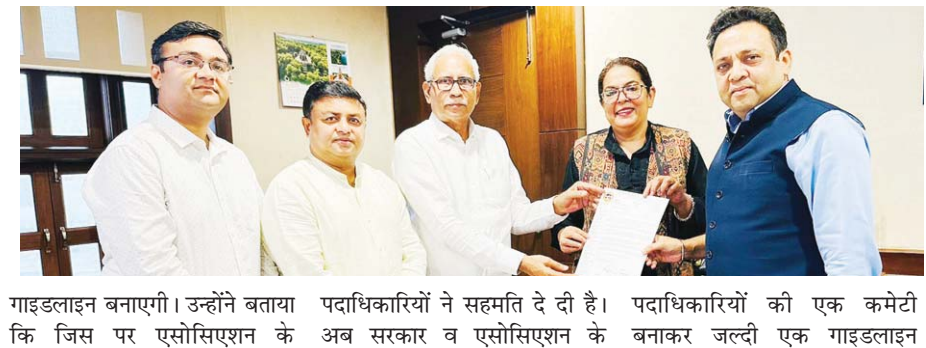 गाइडलाइन बनाएगी। उन्होंने बताया
कि जिस पर एसोसिएशन के
पदाधिकारियों ने सहमति दे दी है।
अब सरकार व एसोसिएशन के
पदाधिकारियों की एक कमेटी
बनाकर जल्दी एक गाइडलाइन